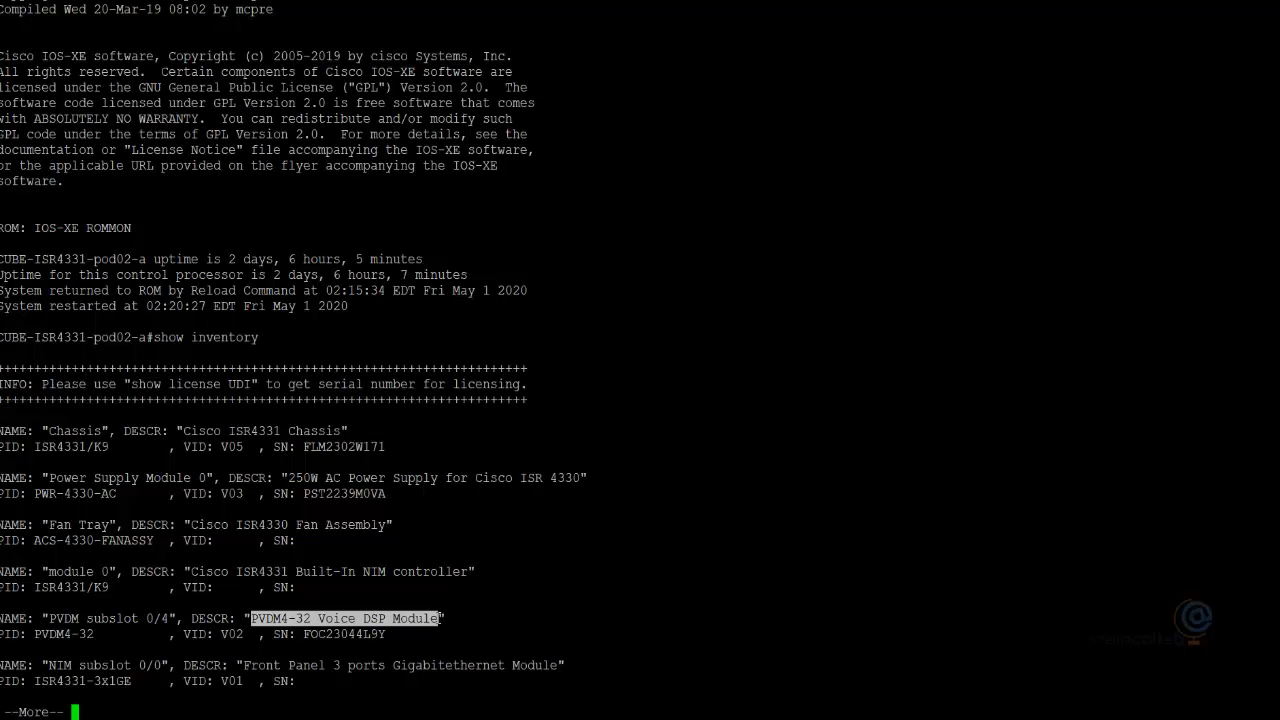 Compiled Wed 20-Mar-19 08:02 by mcpre
Cisco IOS-XE software, Copyright (c) 2005-2019 by cisco Systems, Inc.
All rights reserved.  Certain components of Cisco IOS-XE software are
licensed under the GNU General Public License ("GPL") Version 2.0.  The
software code licensed under GPL Version 2.0 is free software that comes
with ABSOLUTELY NO WARRANTY.  You can redistribute and/or modify such
GPL code under the terms of GPL Version 2.0.  For more details, see the
documentation or "License Notice" file accompanying the IOS-XE software,
or the applicable URL provided on the flyer accompanying the IOS-XE
software.
ROM: IOS-XE ROMMON
CUBE-ISR4331-pod02-a uptime is 2 days, 6 hours, 5 minutes
Uptime for this control processor is 2 days, 6 hours, 7 minutes
System returned to ROM by Reload Command at 02:15:34 EDT Fri May 1 2020
System restarted at 02:20:27 EDT Fri May 1 2020
CUBE-ISR4331-pod02-a#show inventory
++++++++++++++++++++++++++++++++++++++++++++++++++++++++++++++++++++++
INFO: Please use "show license UDI" to get serial number for licensing.
++++++++++++++++++++++++++++++++++++++++++++++++++++++++++++++++++++++
NAME: "Chassis", DESCR: "Cisco ISR4331 Chassis"
PID: ISR4331/K9        , VID: V05  , SN: FLM2302W171
NAME: "Power Supply Module 0", DESCR: "250W AC Power Supply for Cisco ISR 4330"
PID: PWR-4330-AC       , VID: V03  , SN: PST2239M0VA
NAME: "Fan Tray", DESCR: "Cisco ISR4330 Fan Assembly"
PID: ACS-4330-FANASSY  , VID:      , SN:
NAME: "module 0", DESCR: "Cisco ISR4331 Built-In NIM controller"
PID: ISR4331/K9        , VID:      , SN:
NAME: "PVDM subslot 0/4", DESCR: "PVDM4-32 Voice DSP Module"
PID: PVDM4-32          , VID: V02  , SN: FOC23044L9Y
NAME: "NIM subslot 0/0", DESCR: "Front Panel 3 ports Gigabitethernet Module"
PID: ISR4331-3x1GE     , VID: V01  , SN:
--More--